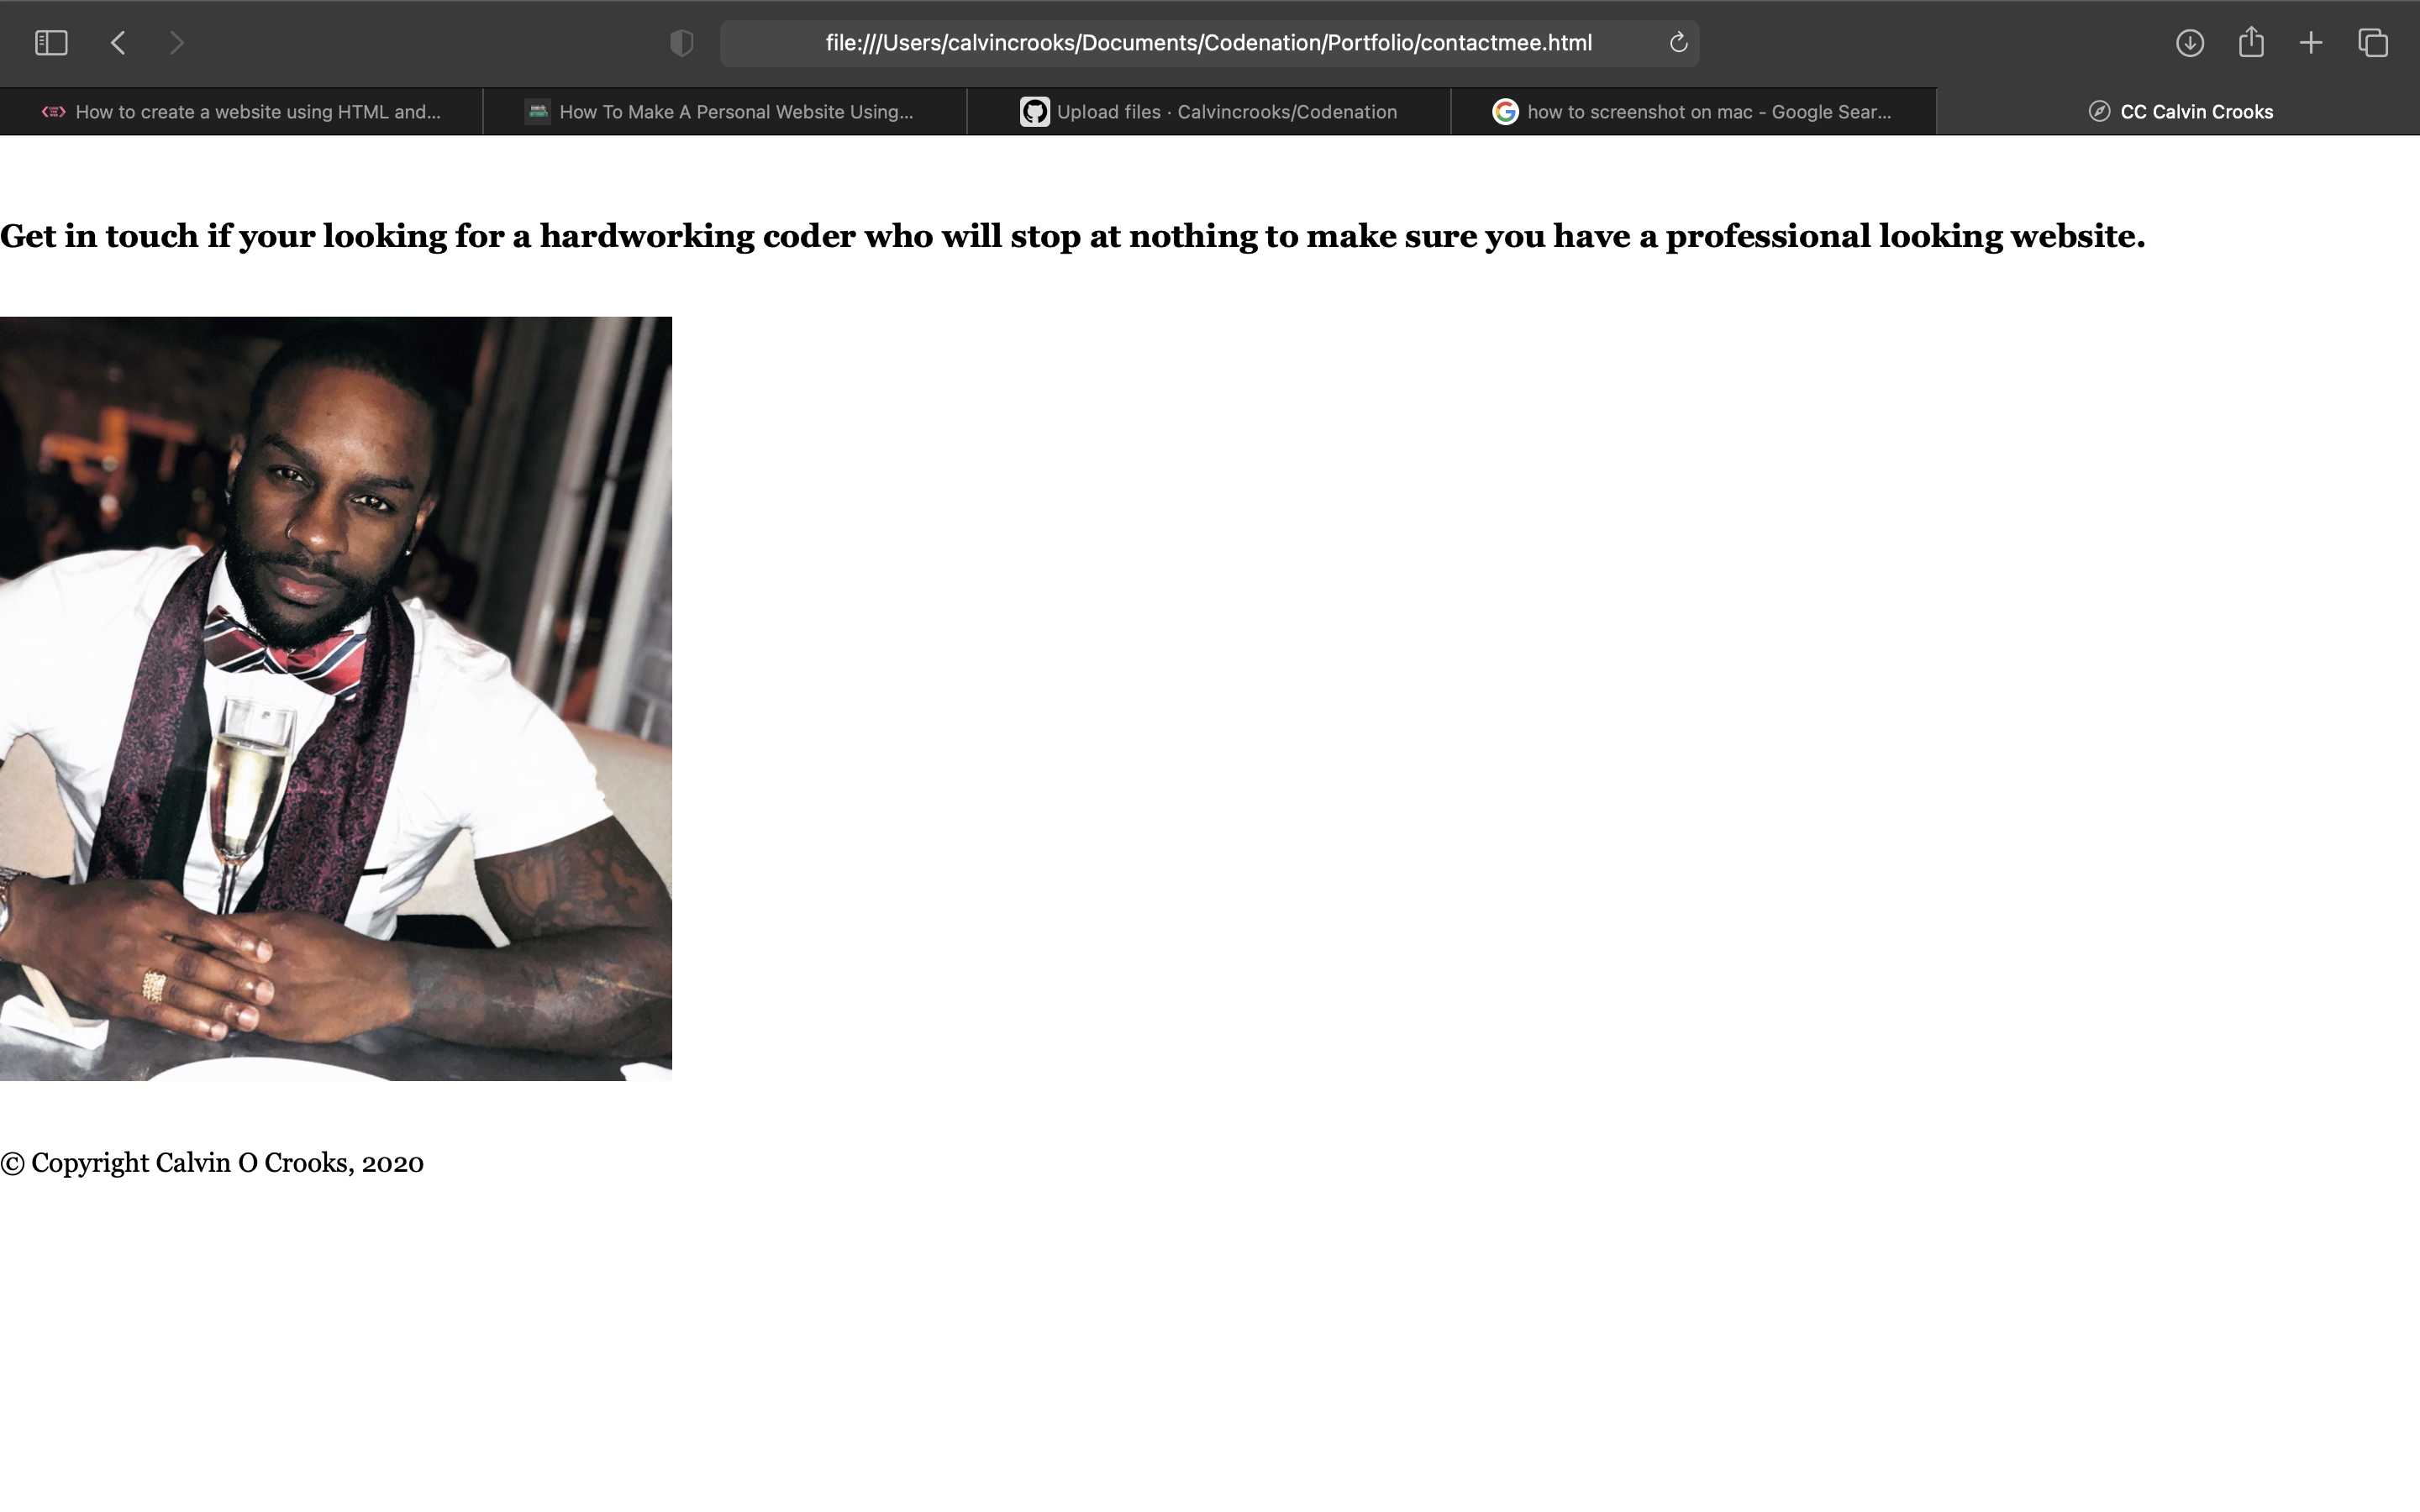 file:///Users/calvincrooks/Documents/Codenation/Portfolio/contactmee.html
How to create a website using HTML and...
How To Make A Personal Website Using...
Upload files · Calvincrooks/Codenation
how to screenshot on mac - Google Sear...
CC Calvin Crooks
Get in touch if your looking for a hardworking coder who will stop at nothing to make sure you have a professional looking website.
© Copyright Calvin O Crooks, 2020